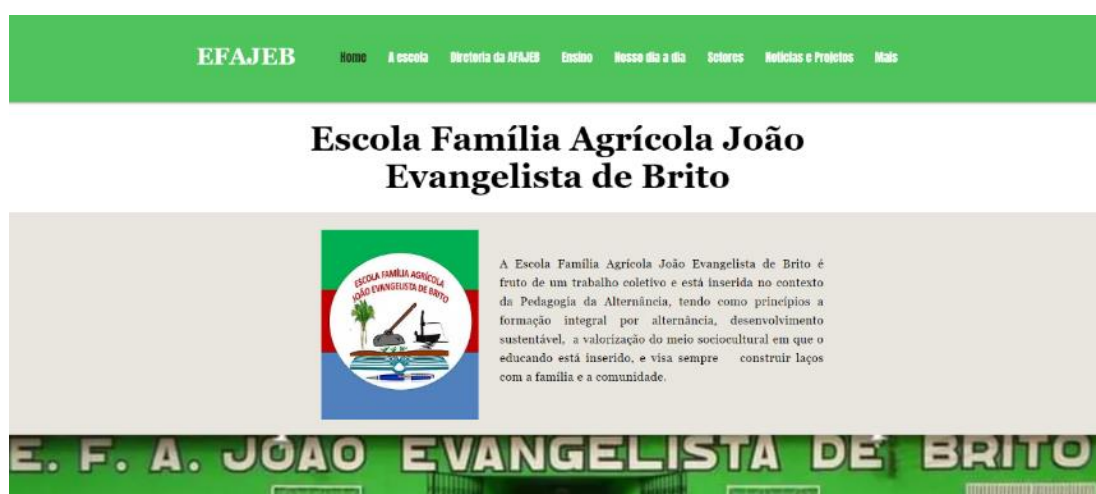 EFAJEB
Home A escola Diretoria da AFAJEB Ensino Nosso dia a dia Setores Notícias e Projetos Mais
Escola Família Agrícola João
Evangelista de Brito
ESCOLA FAMÍLIA AGRÍCOLA
JOÃO EVANGELISTA DE BRITO
A Escola Família Agrícola João Evangelista de Brito é
fruto de um trabalho coletivo e está inserida no contexto
da Pedagogia da Alternância, tendo como princípios a
formação integral por alternância, desenvolvimento
sustentável, a valorização do meio sociocultural em que o
educando está inserido, e visa sempre construir laços
com a família e a comunidade.
E. F. A. JOÃO EVANGELISTA DE BRITO